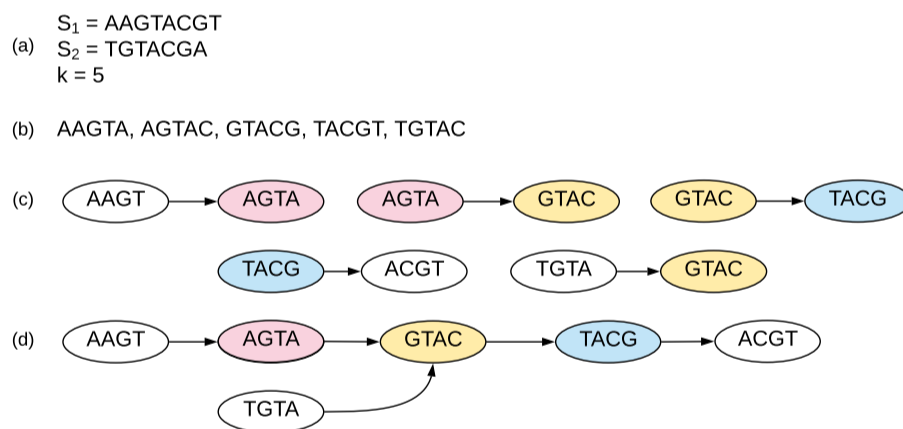 (a) S₁ = AAGTACGT
S₂ = TGTACGA
k = 5
(b) AAGTA, AGTAC, GTACG, TACGT, TGTAC
(c) AAGT AGTA AGTA GTAC GTAC TACG
TACG ACGT TGTA GTAC
(d) AAGT AGTA GTAC TACG ACGT
TGTA